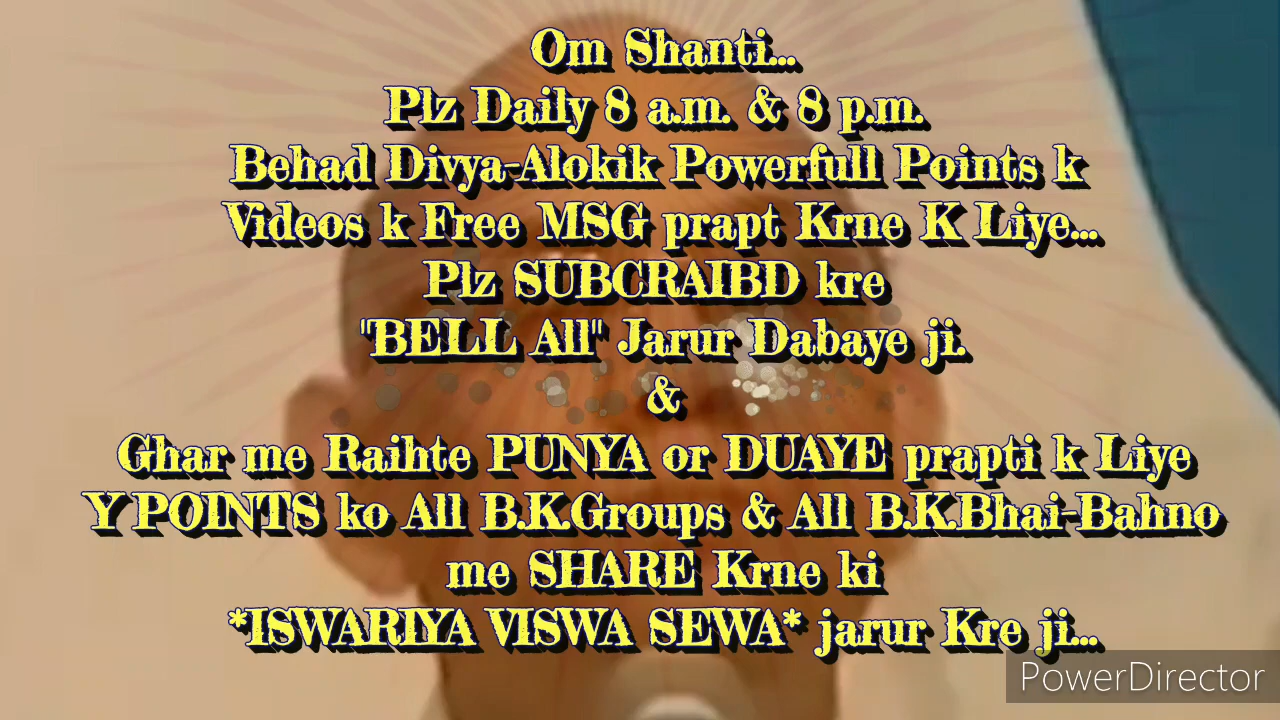 Om Shanti...
Plz Daily 8 a.m. & 8 p.m.
Behad Divya-Alokik Powerfull Points k
Videos k Free MSG prapt Krne K Liye...
Plz SUBCRAIBD kre
"BELL All" Jarur Dabaye ji.
&
Ghar me Raihte PUNYA or DUAYE prapti k Liye
Y POINTS ko All B.K.Groups & All B.K.Bhai-Bahno
me SHARE Krne ki
*ISWARIYA VISWA SEWA* jarur Kre ji...
PowerDirector